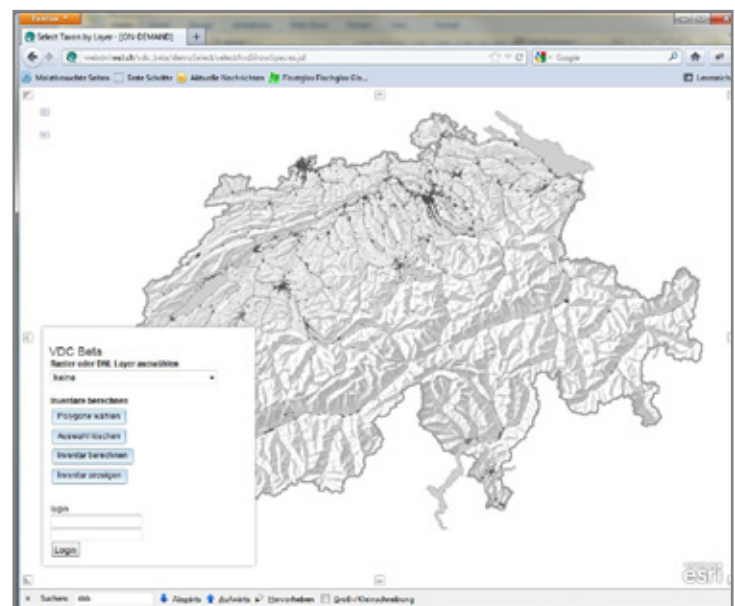 Firefox
Select Taxon by Layer - [ON-DEMAND]
Google
Meistbesuchte Seiten Erste Schritte Aktuelle Nachrichten
Lesezeichen
VDC Beta
Raster oder DNL Layer auswählen
keine
Inventare berechnen
Polygone wählen
Auswahl löschen
Inventar berechnen
Inventar anzeigen
login
Login
esri
Suchen: Abwärts Aufwärts Hervorheben Groß-/Kleinschreibung